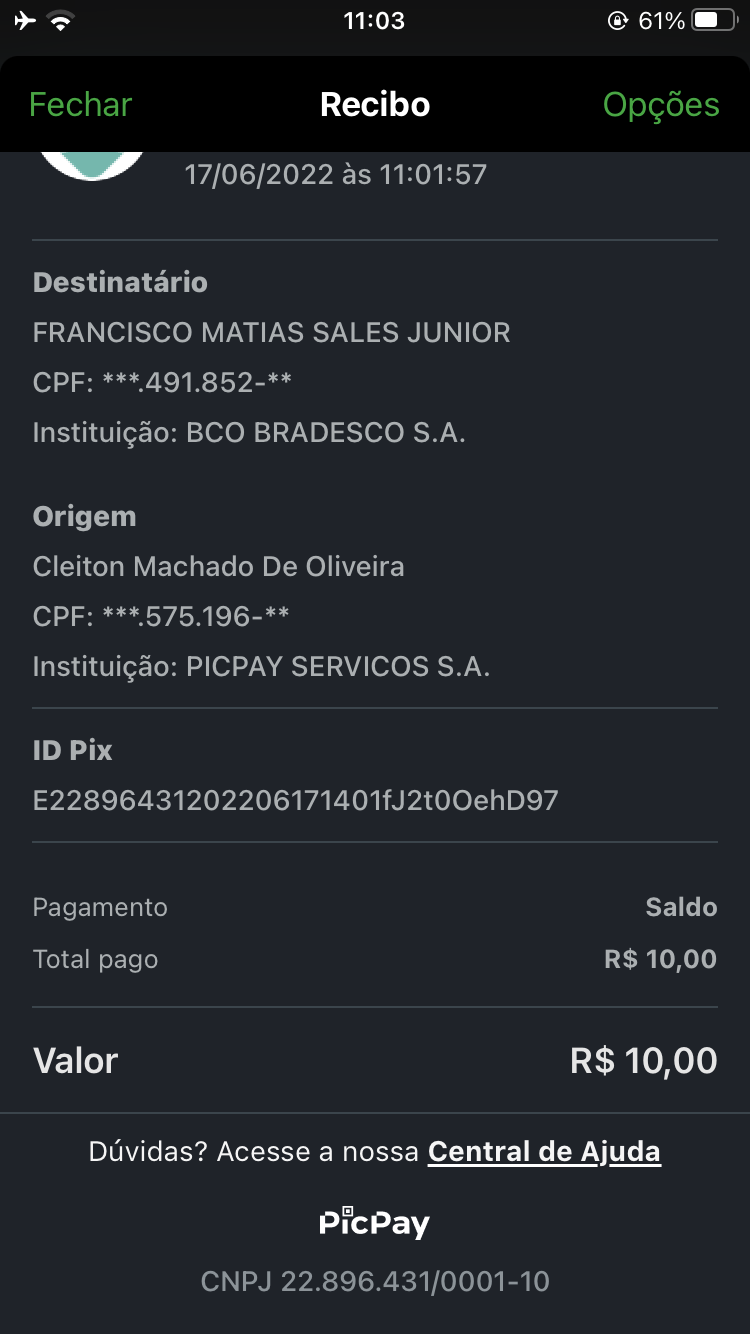 11:03
61%
Fechar
Recibo
Opções
17/06/2022 às 11:01:57
Destinatário
FRANCISCO MATIAS SALES JUNIOR
CPF: ***.491.852-**
Instituição: BCO BRADESCO S.A.
Origem
Cleiton Machado De Oliveira
CPF: ***.575.196-**
Instituição: PICPAY SERVICOS S.A.
ID Pix
E22896431202206171401fJ2t0OehD97
Pagamento Saldo
Total pago R$ 10,00
Valor R$ 10,00
Dúvidas? Acesse a nossa Central de Ajuda
PicPay
CNPJ 22.896.431/0001-10